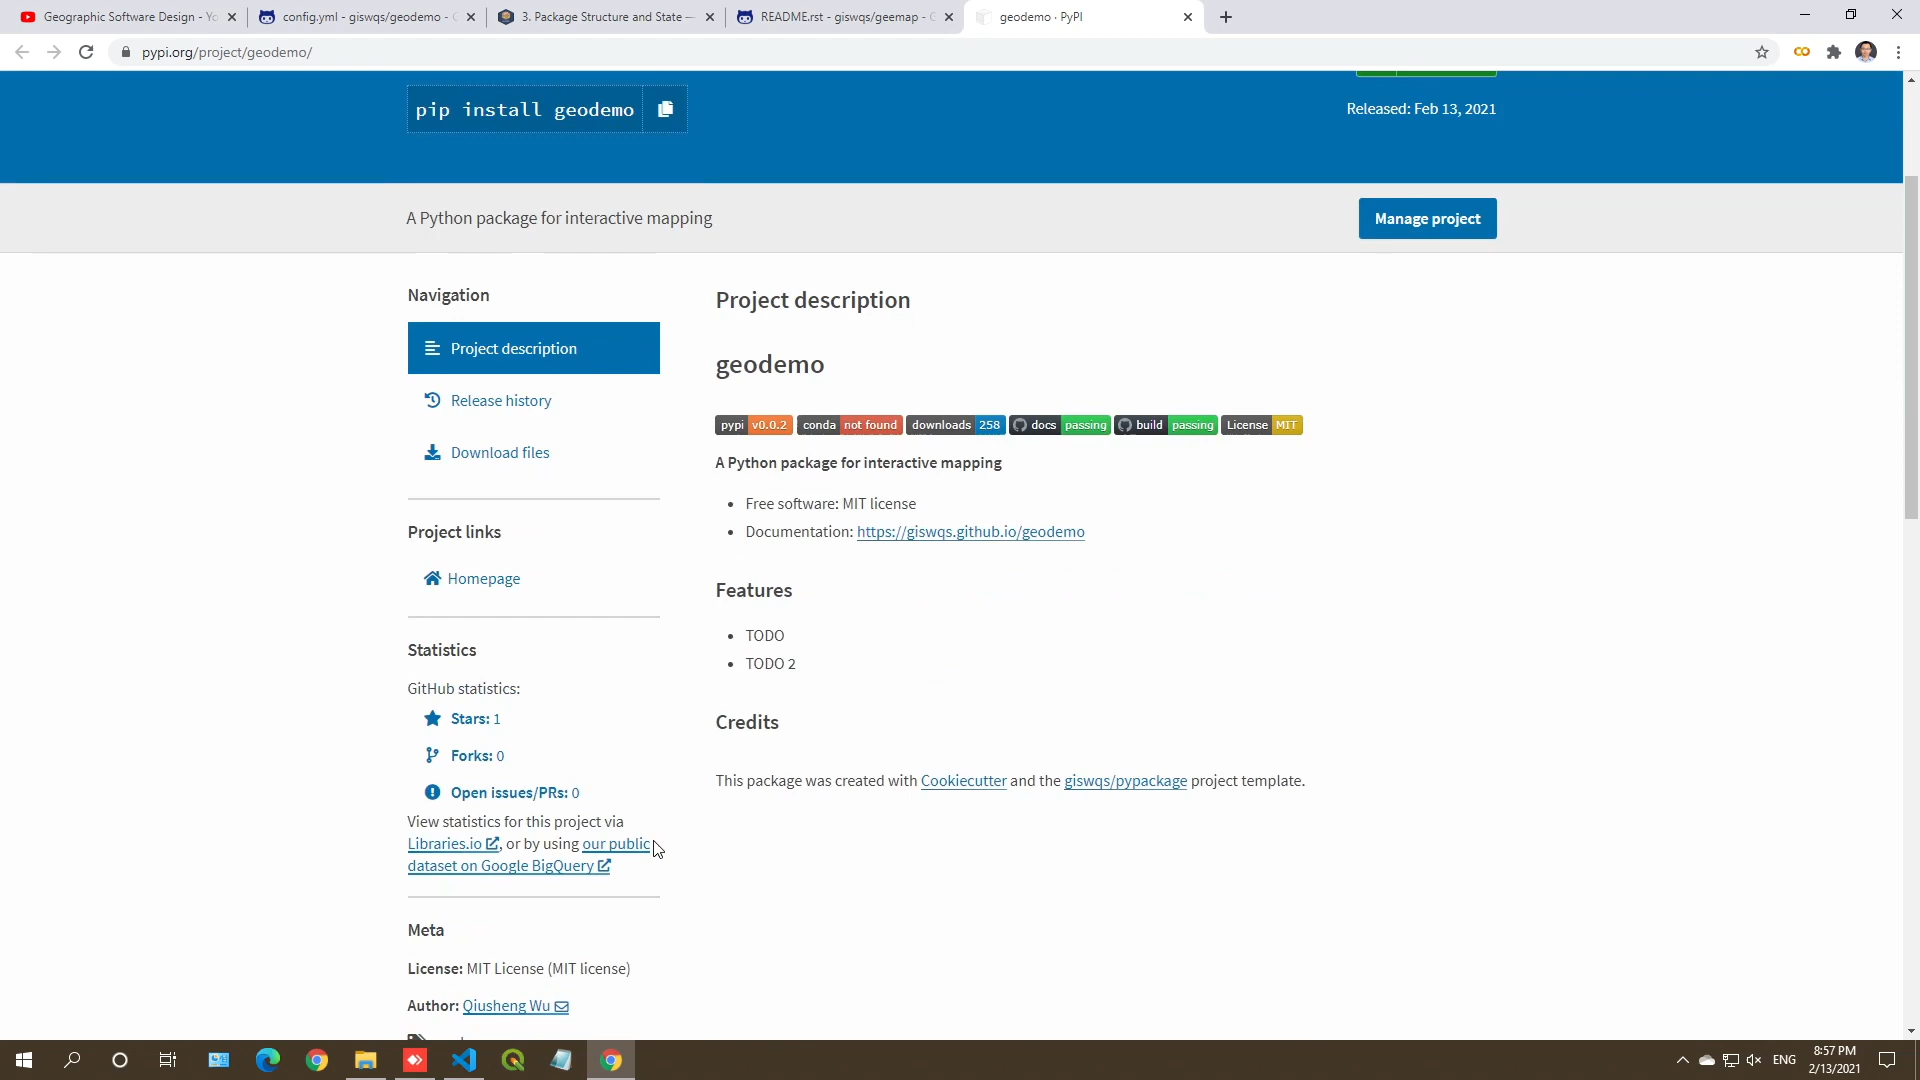 Geographic Software Design - Yo
config.yml - giswqs/geodemo - G
3. Package Structure and State —
README.rst - giswqs/geemap - G
geodemo · PyPI
pypi.org/project/geodemo/
pip install geodemo
Released: Feb 13, 2021
A Python package for interactive mapping
Manage project
Navigation
Project description
Release history
Download files
Project links
Homepage
Statistics
GitHub statistics:
Stars: 1
Forks: 0
Open issues/PRs: 0
View statistics for this project via
Libraries.io, or by using our public
dataset on Google BigQuery
Meta
License: MIT License (MIT license)
Author: Qiusheng Wu
Project description
geodemo
pypi v0.0.2 conda not found downloads 258 docs passing build passing License MIT
A Python package for interactive mapping
• Free software: MIT license
• Documentation: https://giswqs.github.io/geodemo
Features
• TODO
• TODO 2
Credits
This package was created with Cookiecutter and the giswqs/pypackage project template.
ENG
8:57 PM
2/13/2021